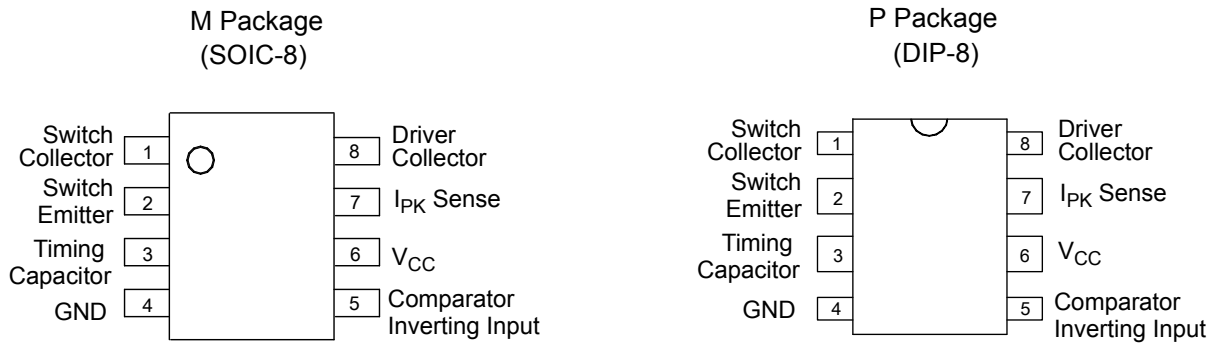 M Package
(SOIC-8)
Switch
Collector
1
8
Driver
Collector
Switch
Emitter
2
7
IPK Sense
Timing
Capacitor
3
6
VCC
GND
4
5
Comparator
Inverting Input
P Package
(DIP-8)
Switch
Collector
1
8
Driver
Collector
Switch
Emitter
2
7
IPK Sense
Timing
Capacitor
3
6
VCC
GND
4
5
Comparator
Inverting Input